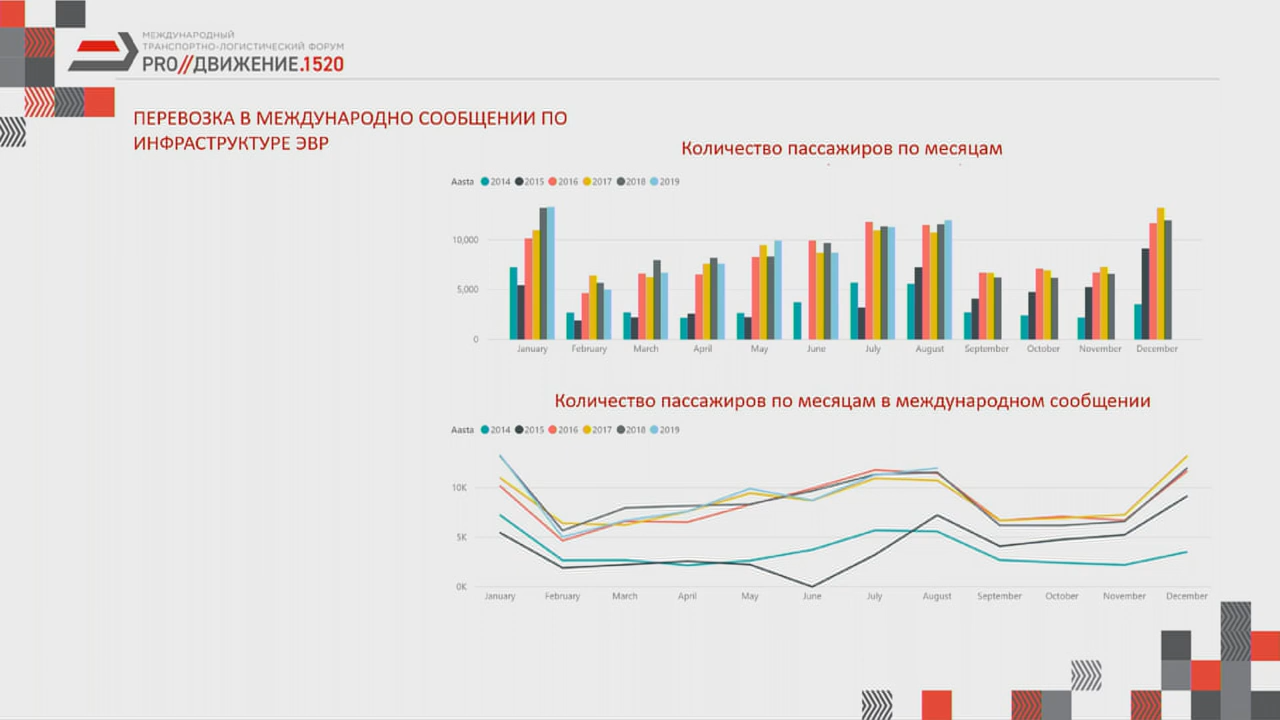 МЕЖДУНАРОДНЫЙ
ТРАНСПОРТНО-ЛОГИСТИЧЕСКИЙ ФОРУМ
PRO//ДВИЖЕНИЕ.1520
ПЕРЕВОЗКА В МЕЖДУНАРОДНО СООБЩЕНИИ ПО
ИНФРАСТРУКТУРЕ ЭВР
Количество пассажиров по месяцам
Aasta 2014 2015 2016 2017 2018 2019
10,000
5,000
0
January February March April May June July August September October November December
Количество пассажиров по месяцам в международном сообщении
Aasta 2014 2015 2016 2017 2018 2019
10K
5K
0K
January February March April May June July August September October November December